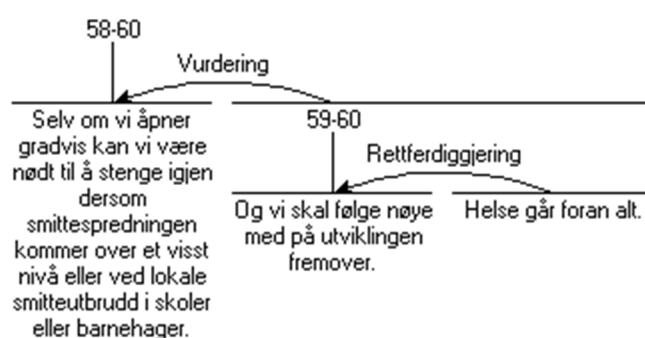 58-60
Vurdering
Selv om vi åpner
gradvis kan vi være
nødt til å stenge igjen
dersom
smittespredningen
kommer over et visst
nivå eller ved lokale
smitteutbrudd i skoler
eller barnehager.
59-60
Rettferdiggjering
Og vi skal følge nøye
med på utviklingen
fremover.
Helse går foran alt.